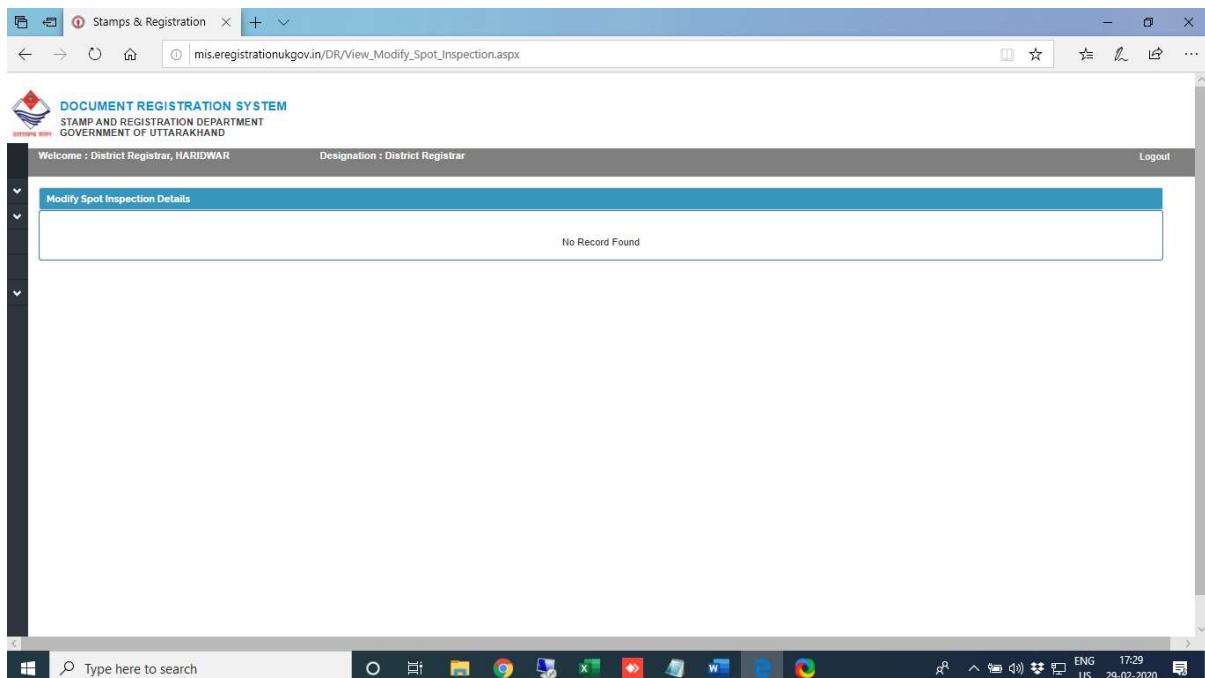 Stamps & Registration
mis.eregistrationukgov.in/DR/View_Modify_Spot_Inspection.aspx
DOCUMENT REGISTRATION SYSTEM
STAMP AND REGISTRATION DEPARTMENT
GOVERNMENT OF UTTARAKHAND
Welcome : District Registrar, HARIDWAR Designation : District Registrar Logout
Modify Spot Inspection Details
No Record Found
Type here to search
ENG 17:29
US 29-02-2020